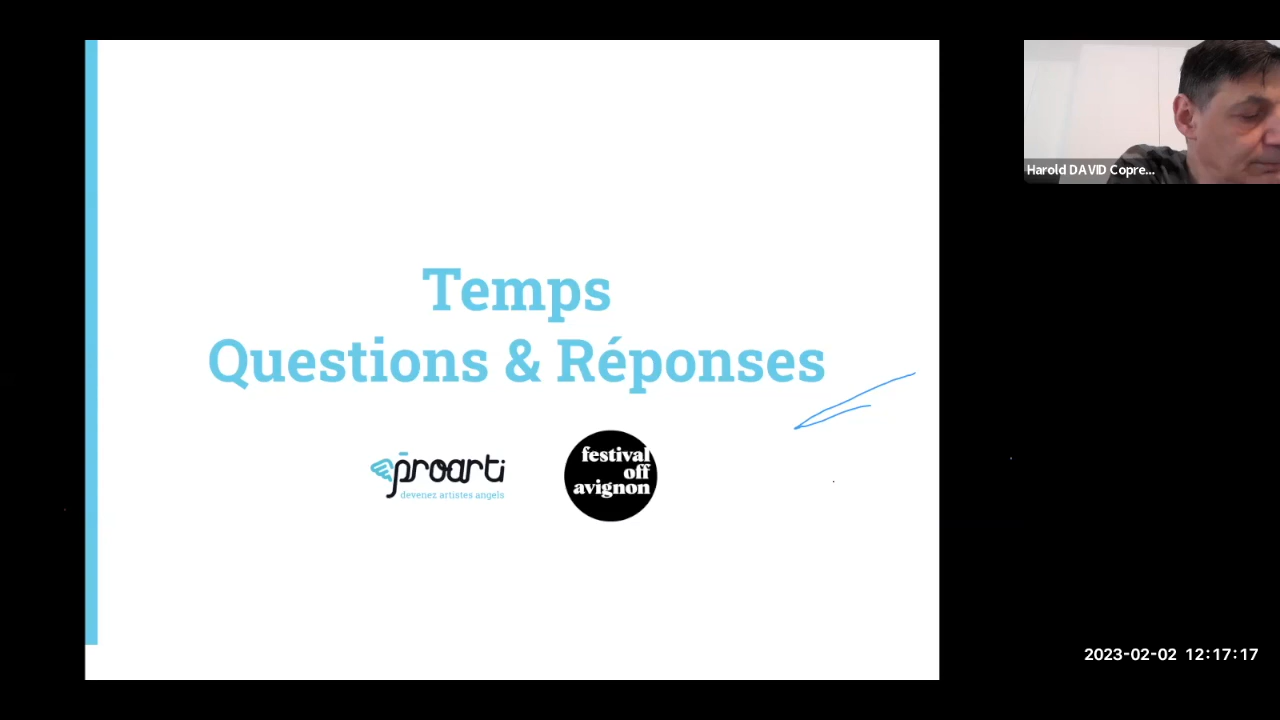 Temps
Questions & Réponses
proarti
devenez artistes angels
festival
off
avignon
Harold DAVID Copre...
2023-02-02 12:17:17